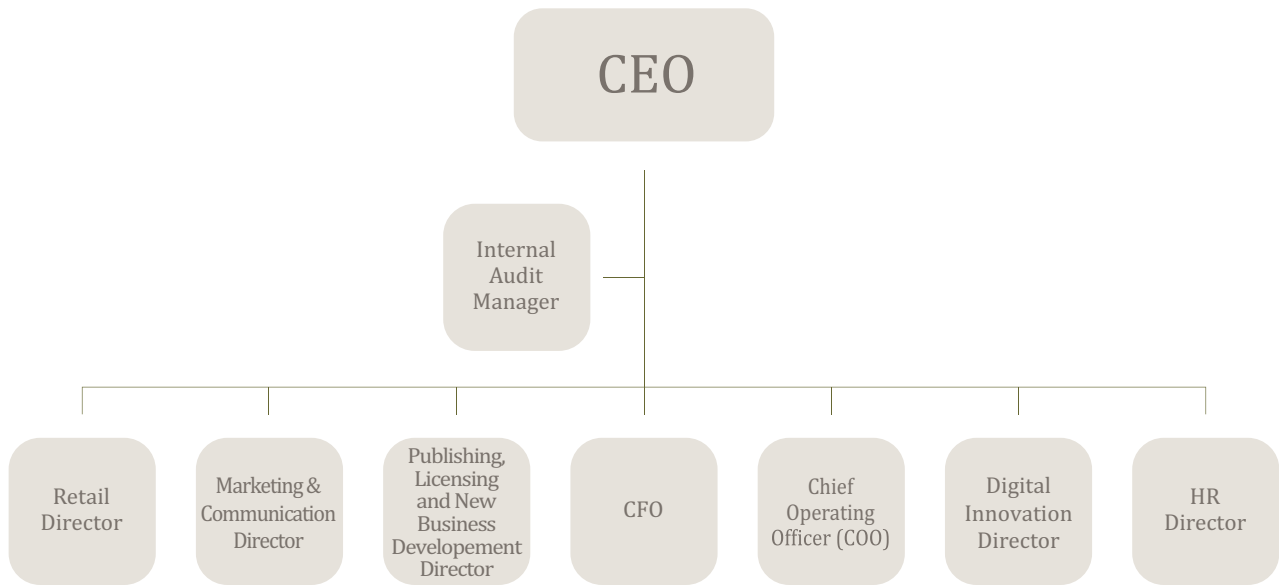 CEO
Internal
Audit
Manager
Retail
Director
Marketing &
Communication
Director
Publishing,
Licensing
and New
Business
Developement
Director
CFO
Chief
Operating
Officer (COO)
Digital
Innovation
Director
HR
Director